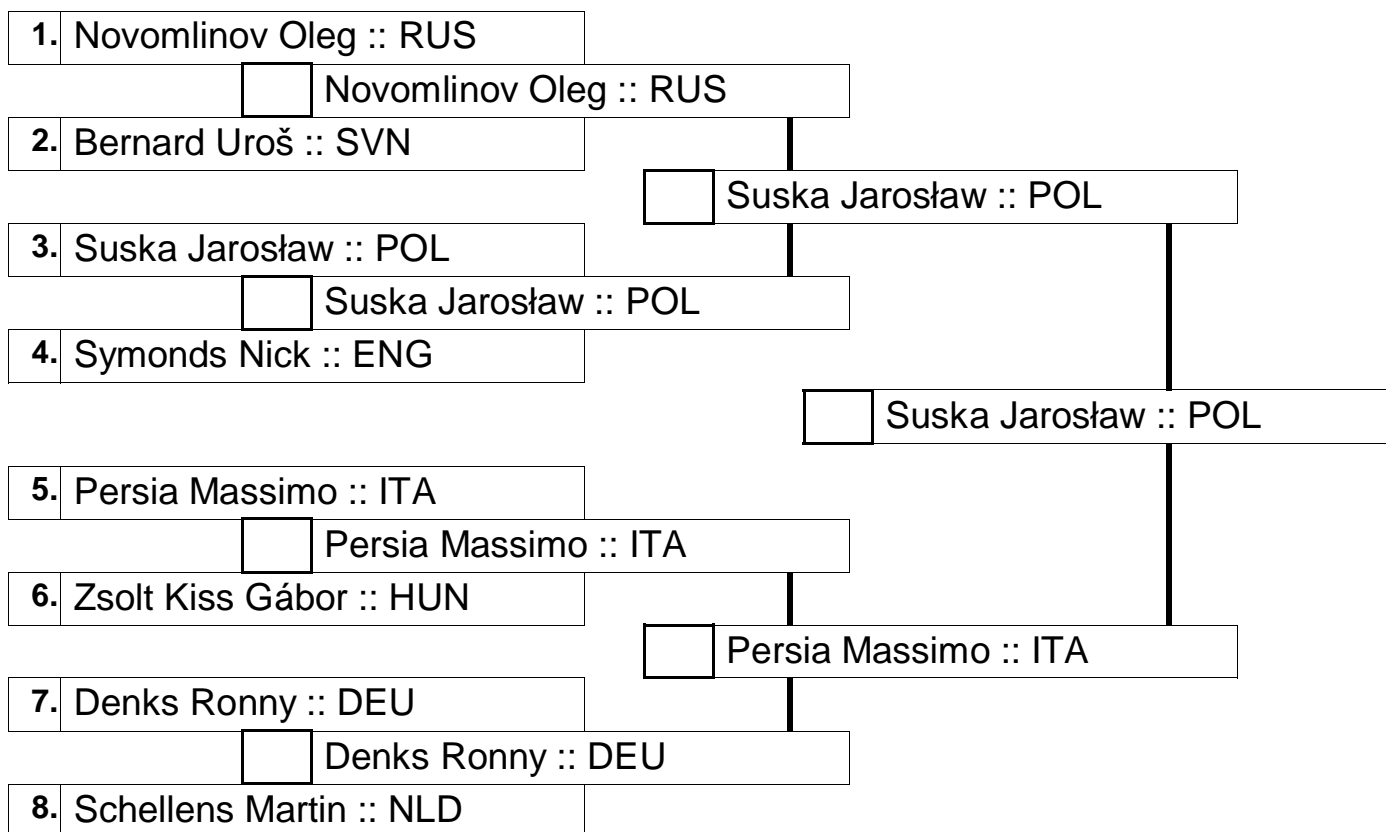 1. Novomlinov Oleg :: RUS
Novomlinov Oleg :: RUS
2. Bernard Uroš :: SVN
Suska Jarosław :: POL
3. Suska Jarosław :: POL
Suska Jarosław :: POL
4. Symonds Nick :: ENG
Suska Jarosław :: POL
5. Persia Massimo :: ITA
Persia Massimo :: ITA
6. Zsolt Kiss Gábor :: HUN
Persia Massimo :: ITA
7. Denks Ronny :: DEU
Denks Ronny :: DEU
8. Schellens Martin :: NLD